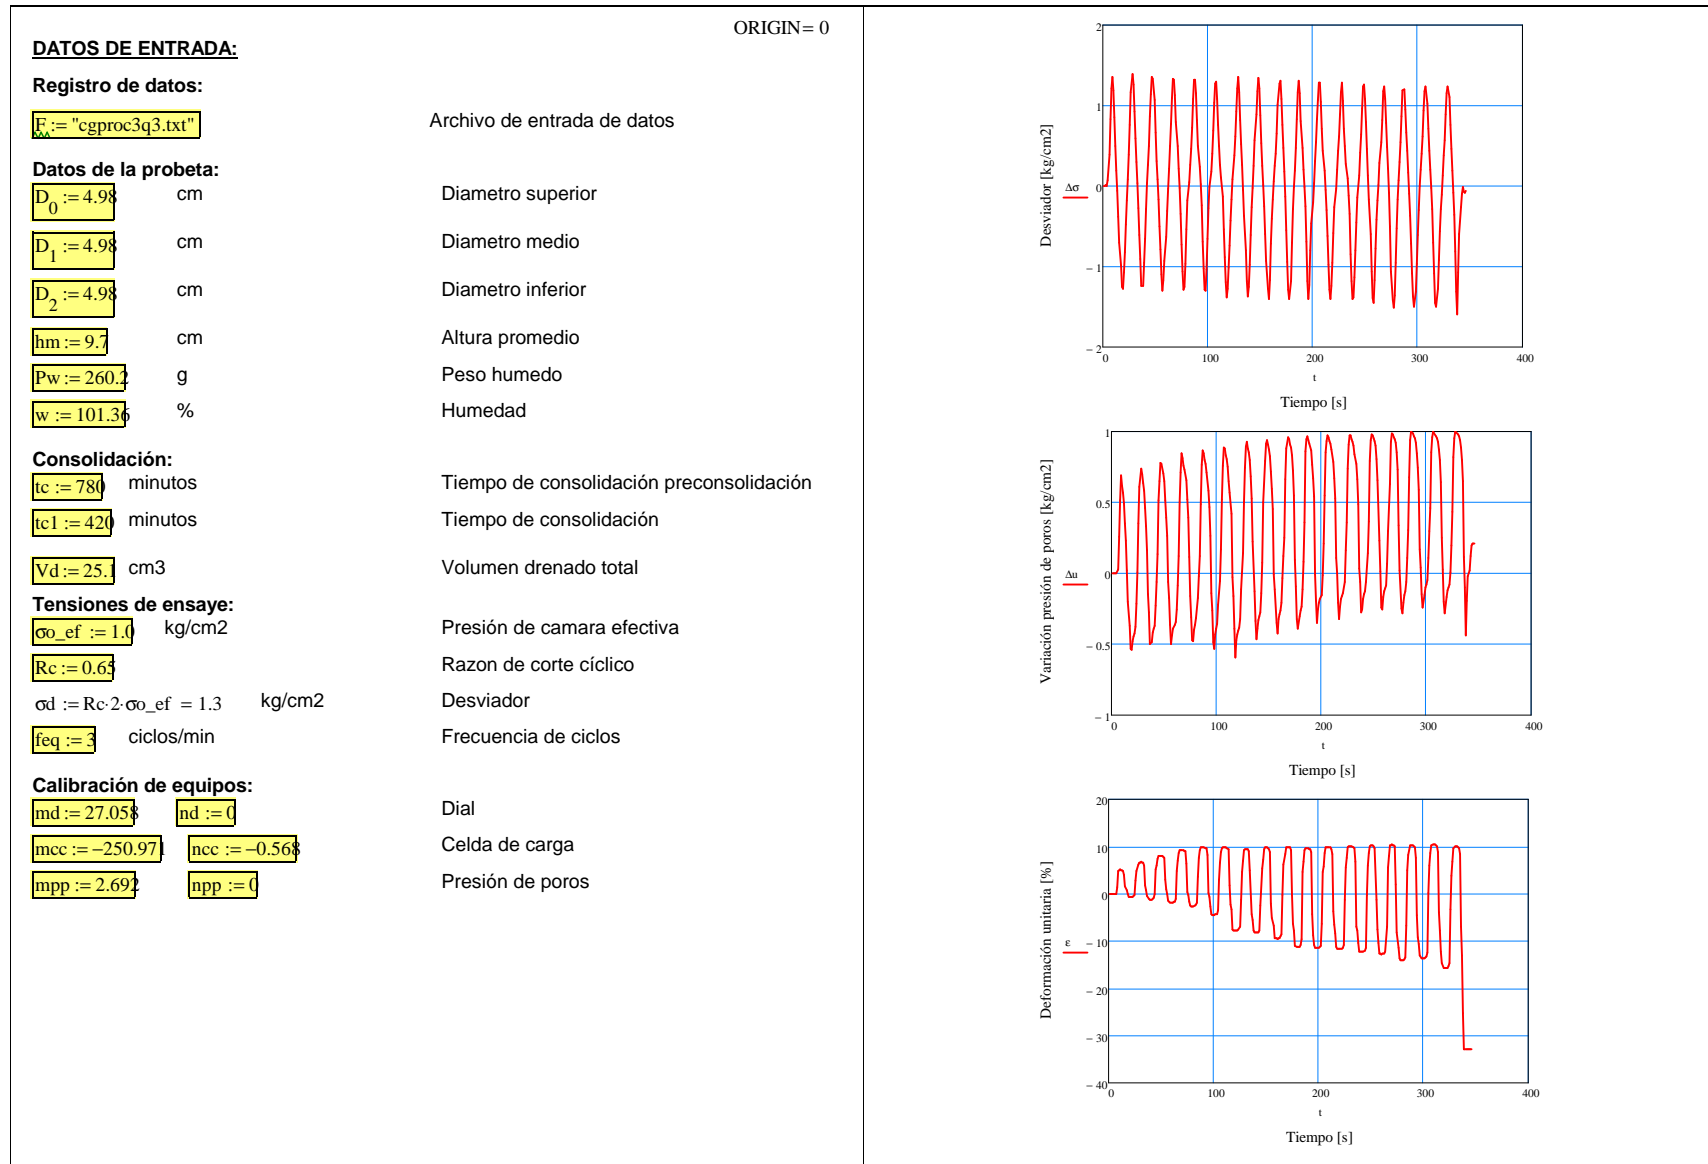 ORIGIN= 0
DATOS DE ENTRADA:
Registro de datos:
F := "cgproc3q3.txt" Archivo de entrada de datos
Datos de la probeta:
D0 := 4.98 cm Diametro superior
D1 := 4.98 cm Diametro medio
D2 := 4.98 cm Diametro inferior
hm := 9.7 cm Altura promedio
Pw := 260.2 g Peso humedo
w := 101.36 % Humedad
Consolidación:
tc := 780 minutos Tiempo de consolidación preconsolidación
tc1 := 420 minutos Tiempo de consolidación
Vd := 25.1 cm3 Volumen drenado total
Tensiones de ensaye:
σo_ef := 1.0 kg/cm2 Presión de camara efectiva
Rc := 0.65 Razon de corte cíclico
σd := Rc·2·σo_ef = 1.3 kg/cm2 Desviador
feq := 3 ciclos/min Frecuencia de ciclos
Calibración de equipos:
md := 27.058 nd := 0 Dial
mcc := −250.971 ncc := −0.568 Celda de carga
mpp := 2.692 npp := 0 Presión de poros
Desviador [kg/cm2]
Δσ
2
1
0
− 1
− 2
0 100 200 300 400
t
Tiempo [s]
Variación presión de poros [kg/cm2]
Δu
1
0.5
0
− 0.5
− 1
0 100 200 300 400
t
Tiempo [s]
Deformación unitaria [%]
ε
20
10
0
− 10
− 20
− 30
− 40
0 100 200 300 400
t
Tiempo [s]